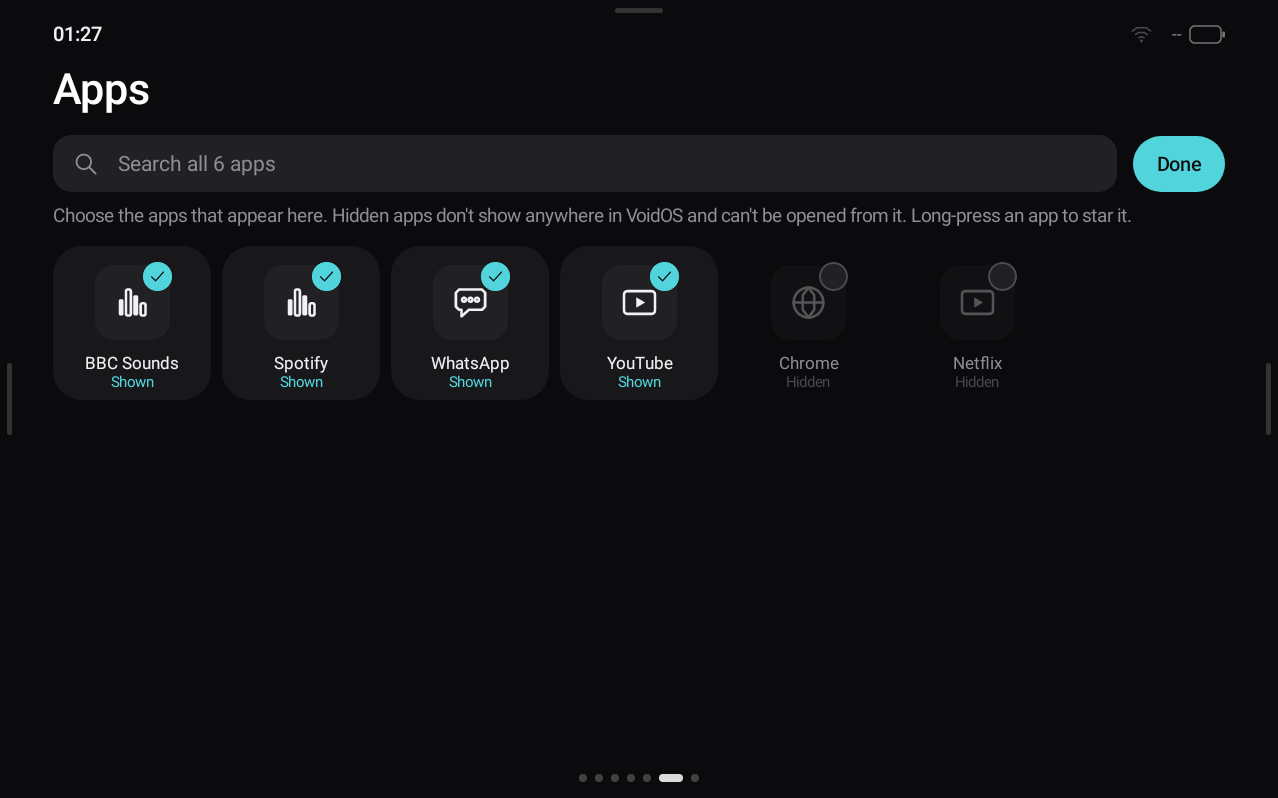 01:27
--
Apps
Search all 6 apps
Done
Choose the apps that appear here. Hidden apps don't show anywhere in VoidOS and can't be opened from it. Long-press an app to star it.
BBC Sounds
Shown
Spotify
Shown
WhatsApp
Shown
YouTube
Shown
Chrome
Hidden
Netflix
Hidden